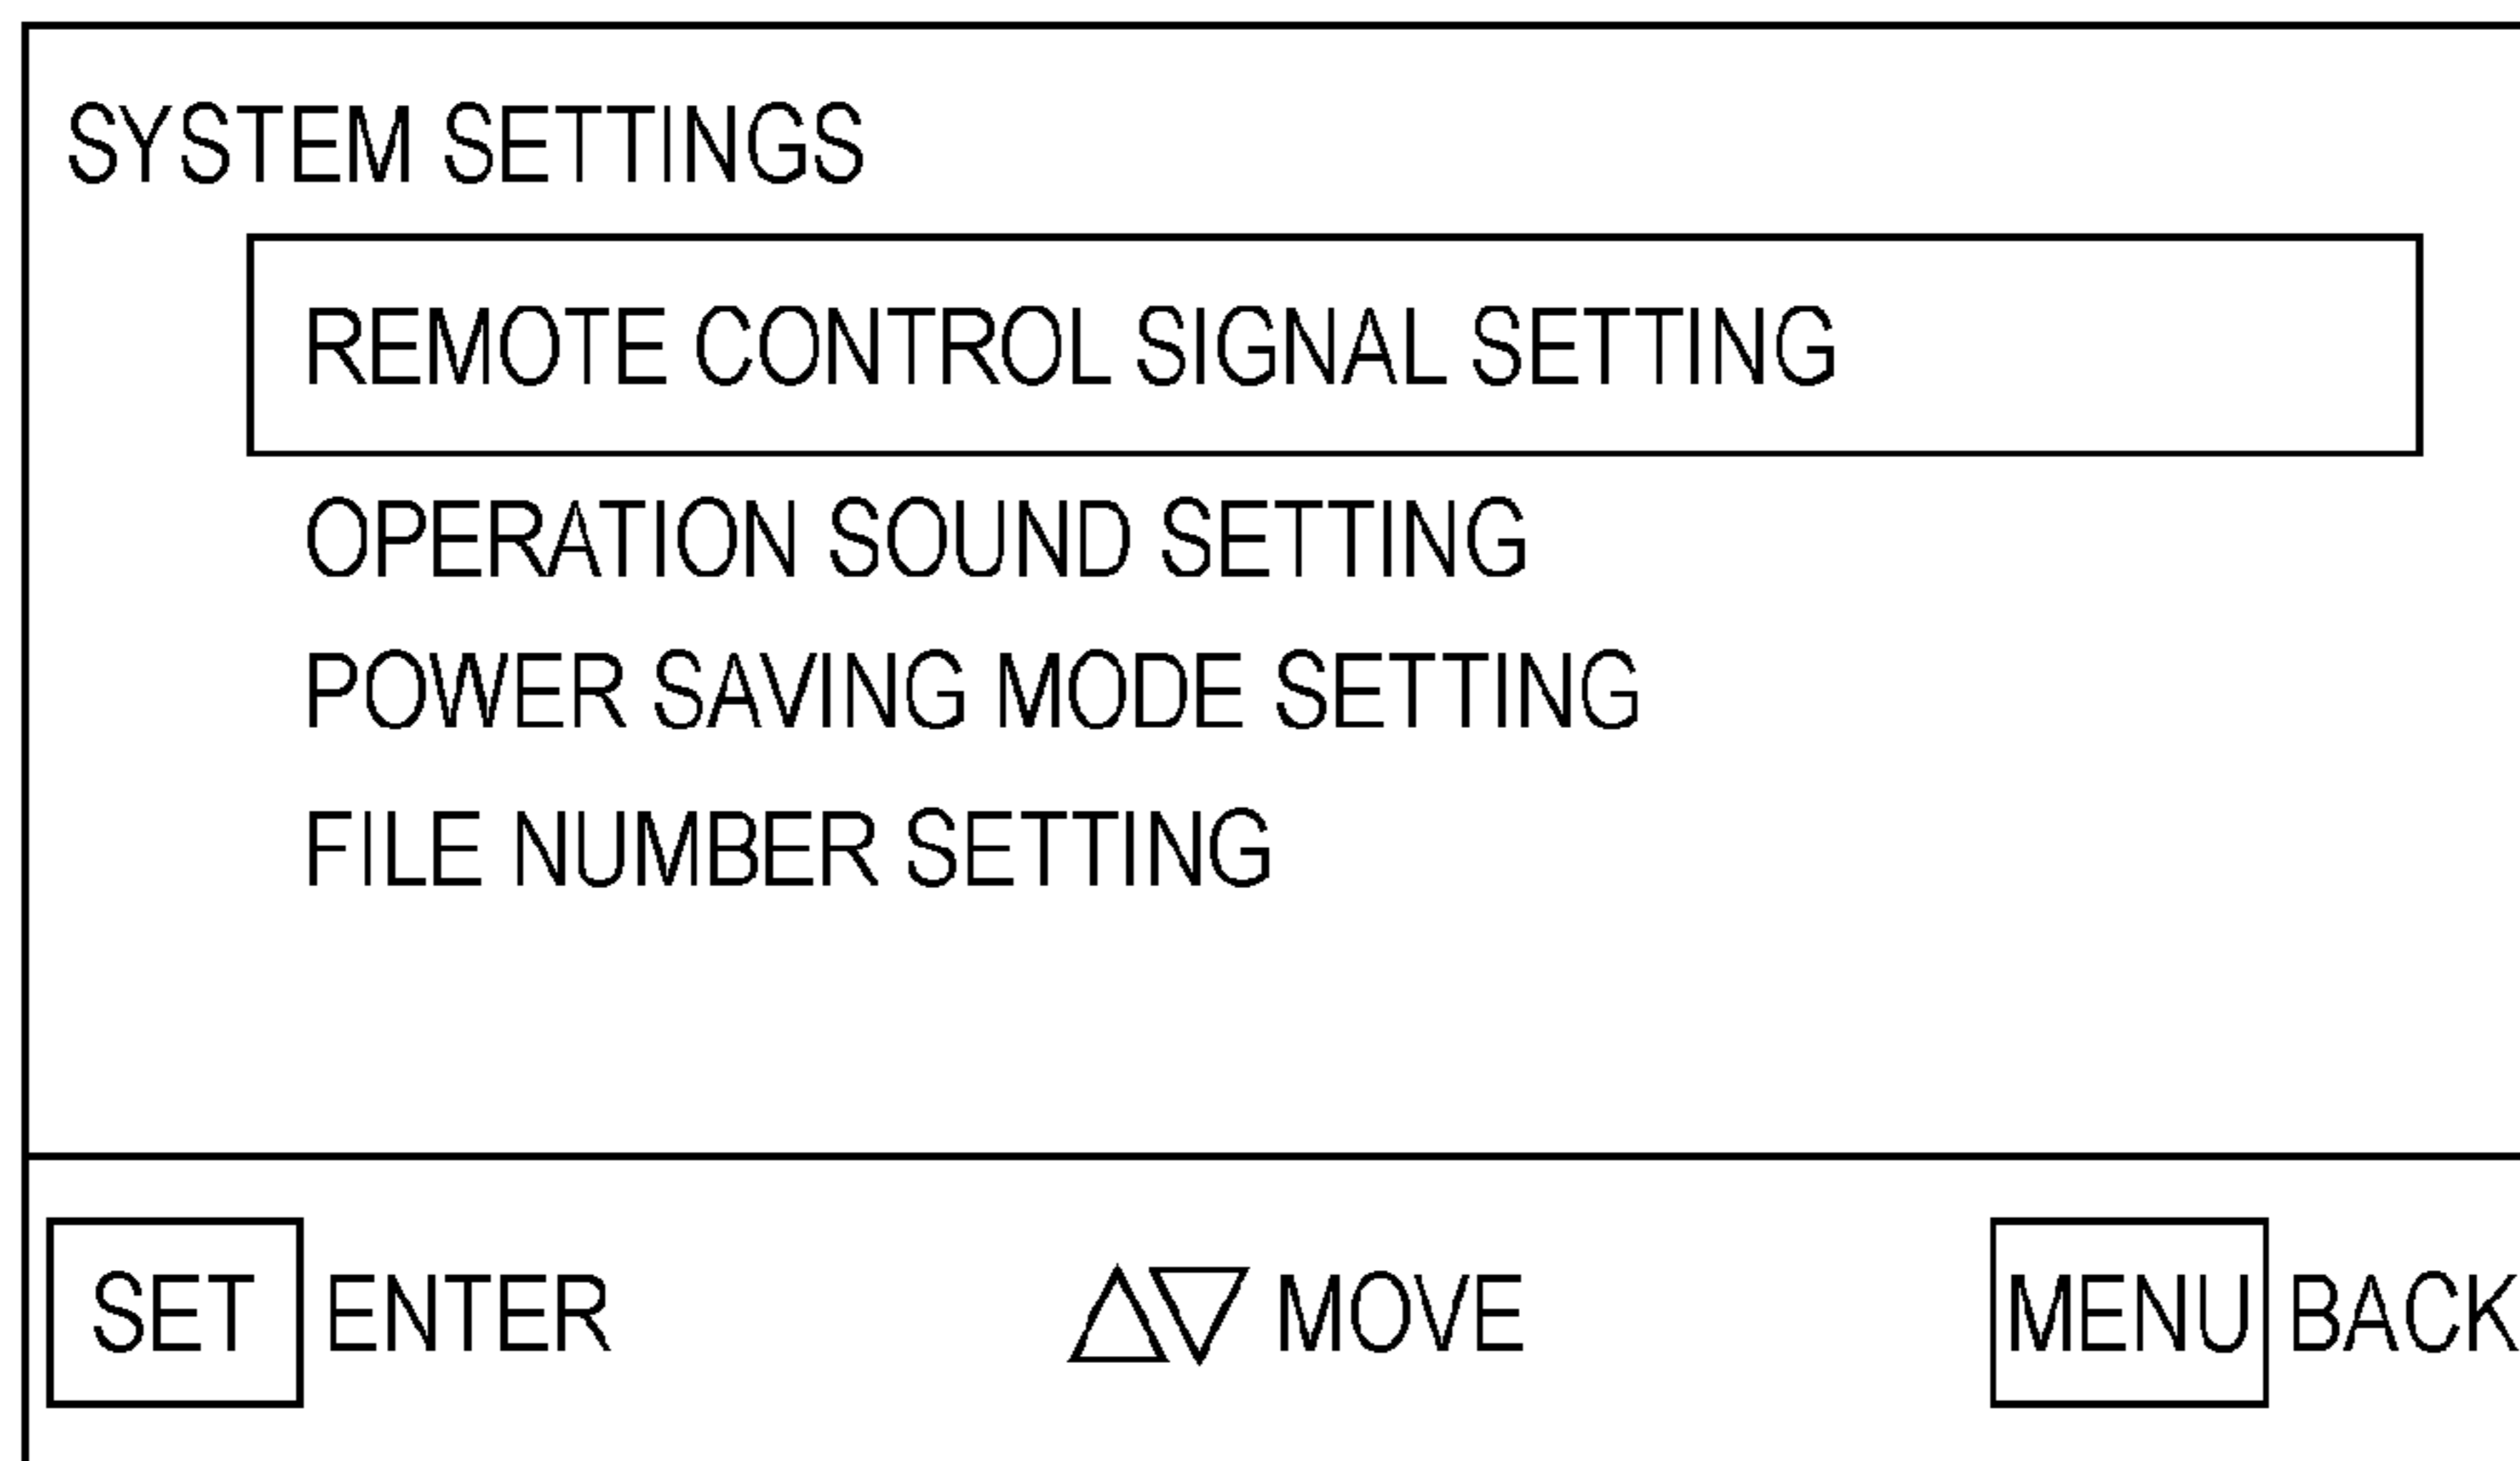 SYSTEM SETTINGS
REMOTE CONTROL SIGNAL SETTING
OPERATION SOUND SETTING
POWER SAVING MODE SETTING
FILE NUMBER SETTING
SET ENTER △▽ MOVE MENU BACK